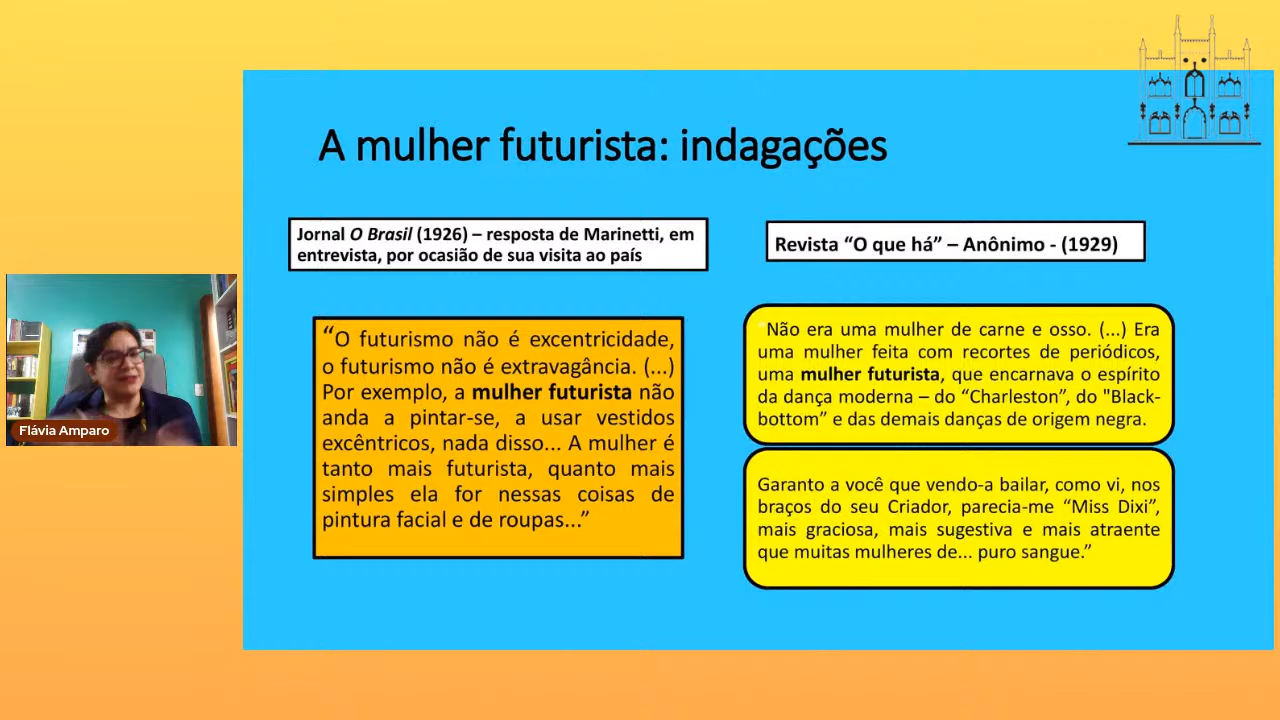 A mulher futurista: indagações
Jornal O Brasil (1926) – resposta de Marinetti, em
entrevista, por ocasião de sua visita ao país
“O futurismo não é excentricidade,
o futurismo não é extravagância. (...)
Por exemplo, a mulher futurista não
anda a pintar-se, a usar vestidos
excêntricos, nada disso... A mulher é
tanto mais futurista, quanto mais
simples ela for nessas coisas de
pintura facial e de roupas...”
Revista “O que há” – Anônimo - (1929)
“Não era uma mulher de carne e osso. (...) Era
uma mulher feita com recortes de periódicos,
uma mulher futurista, que encarnava o espírito
da dança moderna – do “Charleston”, do "Black-
bottom” e das demais danças de origem negra.
Garanto a você que vendo-a bailar, como vi, nos
braços do seu Criador, parecia-me “Miss Dixi”,
mais graciosa, mais sugestiva e mais atraente
que muitas mulheres de... puro sangue.”
Flávia Amparo